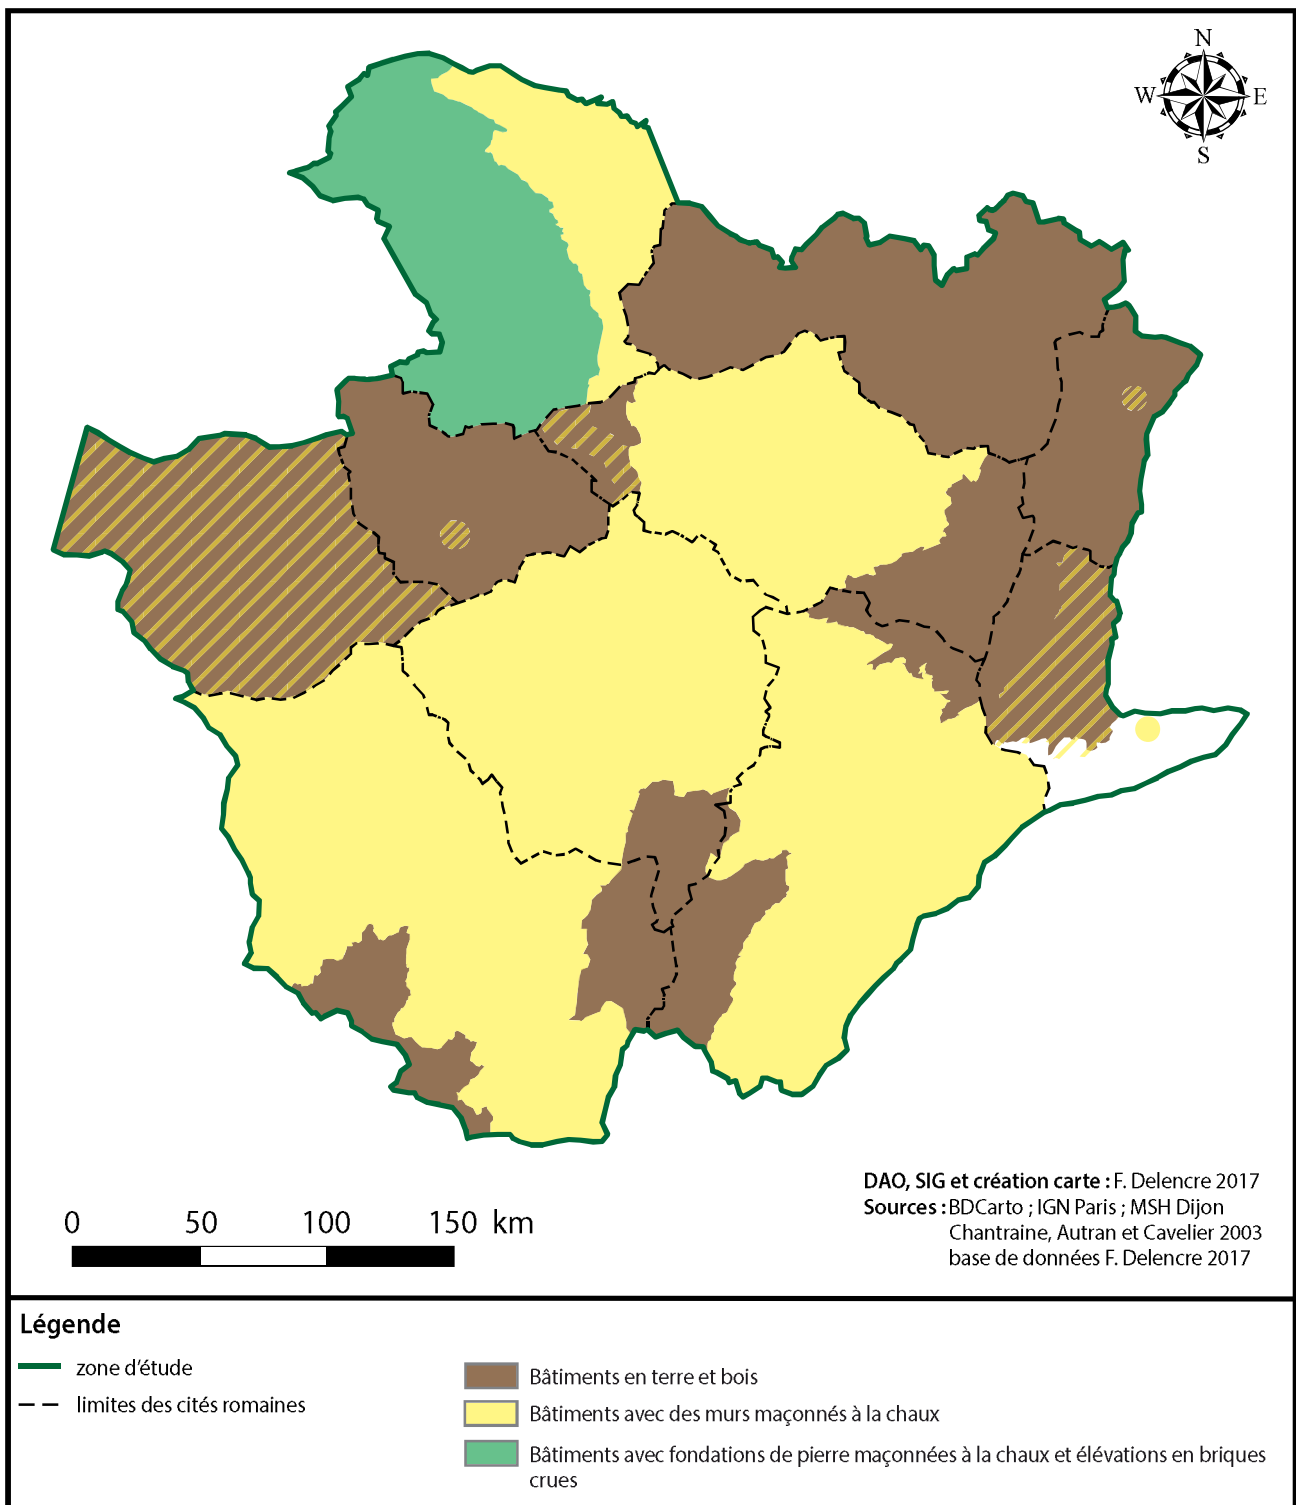 N
W E
S
DAO, SIG et création carte : F. Delencre 2017
Sources : BDCarto ; IGN Paris ; MSH Dijon
Chantraine, Autran et Cavelier 2003
base de données F. Delencre 2017
0 50 100 150 km
Légende
zone d'étude
limites des cités romaines
Bâtiments en terre et bois
Bâtiments avec des murs maçonnés à la chaux
Bâtiments avec fondations de pierre maçonnées à la chaux et élévations en briques
crues